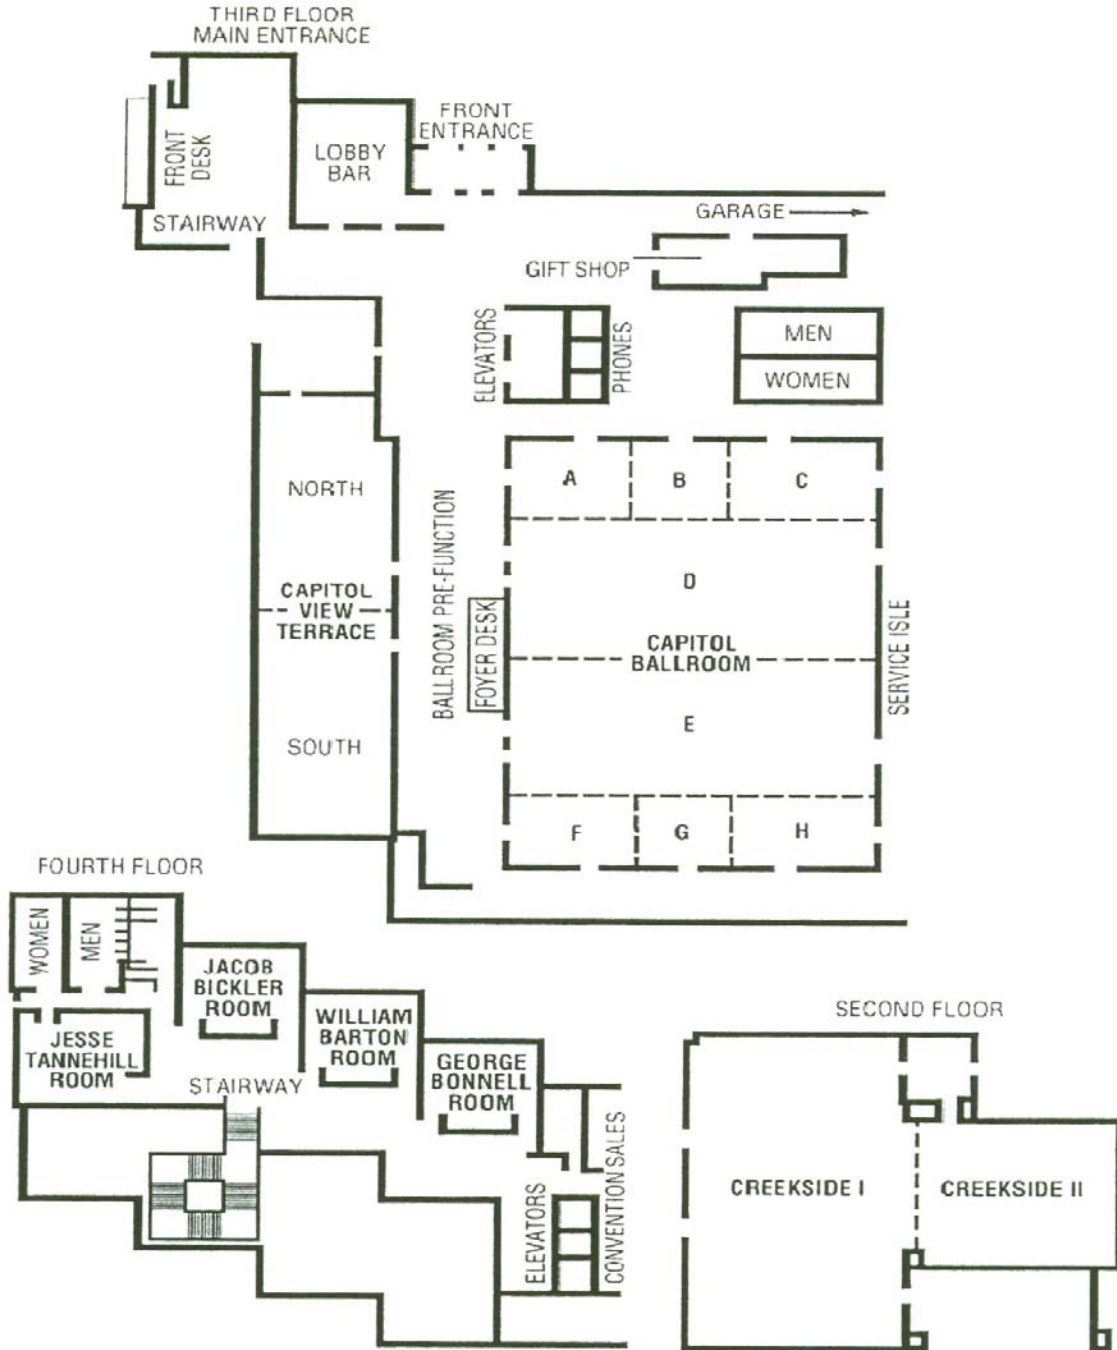 THIRD FLOOR
MAIN ENTRANCE
FRONT
DESK
LOBBY
BAR
FRONT
ENTRANCE
STAIRWAY
GARAGE
GIFT SHOP
ELEVATORS
PHONES
MEN
WOMEN
NORTH
CAPITOL
VIEW
TERRACE
SOUTH
BALLROOM PRE-FUNCTION
FOYER DESK
A
B
C
D
CAPITOL
BALLROOM
E
F
G
H
SERVICE ISLE
FOURTH FLOOR
WOMEN
MEN
JACOB
BICKLER
ROOM
JESSE
TANNEHILL
ROOM
WILLIAM
BARTON
ROOM
GEORGE
BONNELL
ROOM
STAIRWAY
ELEVATORS
CONVENTION SALES
SECOND FLOOR
CREEKSIDE I
CREEKSIDE II